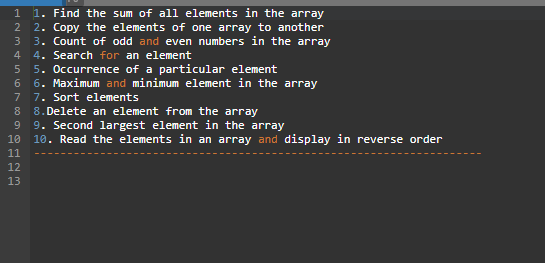 1 1. Find the sum of all elements in the array
2 2. Copy the elements of one array to another
3 3. Count of odd and even numbers in the array
4 4. Search for an element
5 5. Occurrence of a particular element
6 6. Maximum and minimum element in the array
7 7. Sort elements
8 8.Delete an element from the array
9 9. Second largest element in the array
10 10. Read the elements in an array and display in reverse order
11 --------------------------------------------------------------------
12
13